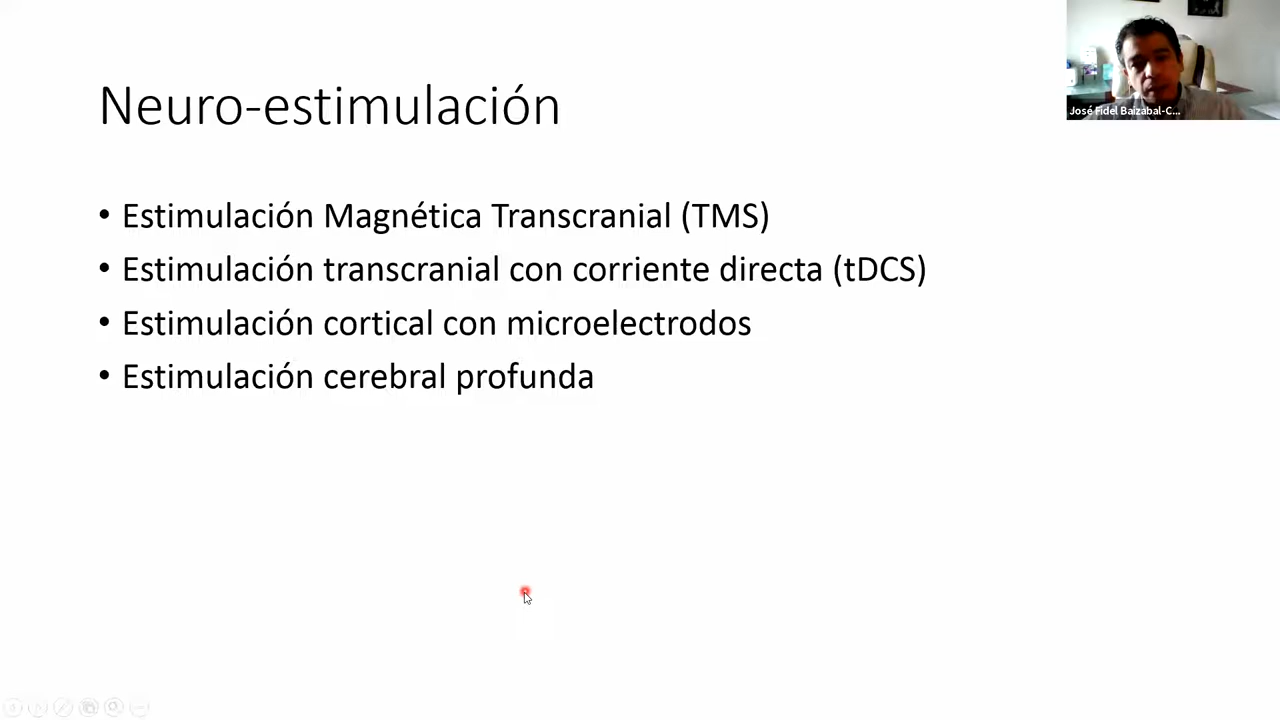 Neuro-estimulación
José Fidel Baizabal-C...
• Estimulación Magnética Transcranial (TMS)
• Estimulación transcranial con corriente directa (tDCS)
• Estimulación cortical con microelectrodos
• Estimulación cerebral profunda